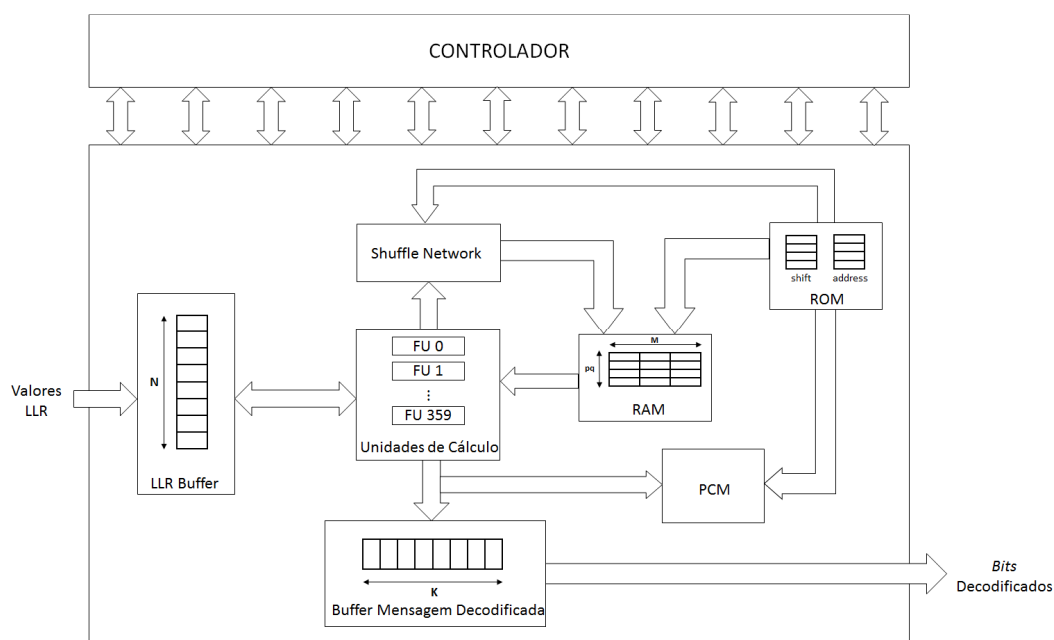 CONTROLADOR
Shuffle Network
shift
address
ROM
M
pq
RAM
FU 0
FU 1
⋮
FU 359
Unidades de Cálculo
N
LLR Buffer
Valores
LLR
PCM
K
Buffer Mensagem Decodificada
Bits
Decodificados